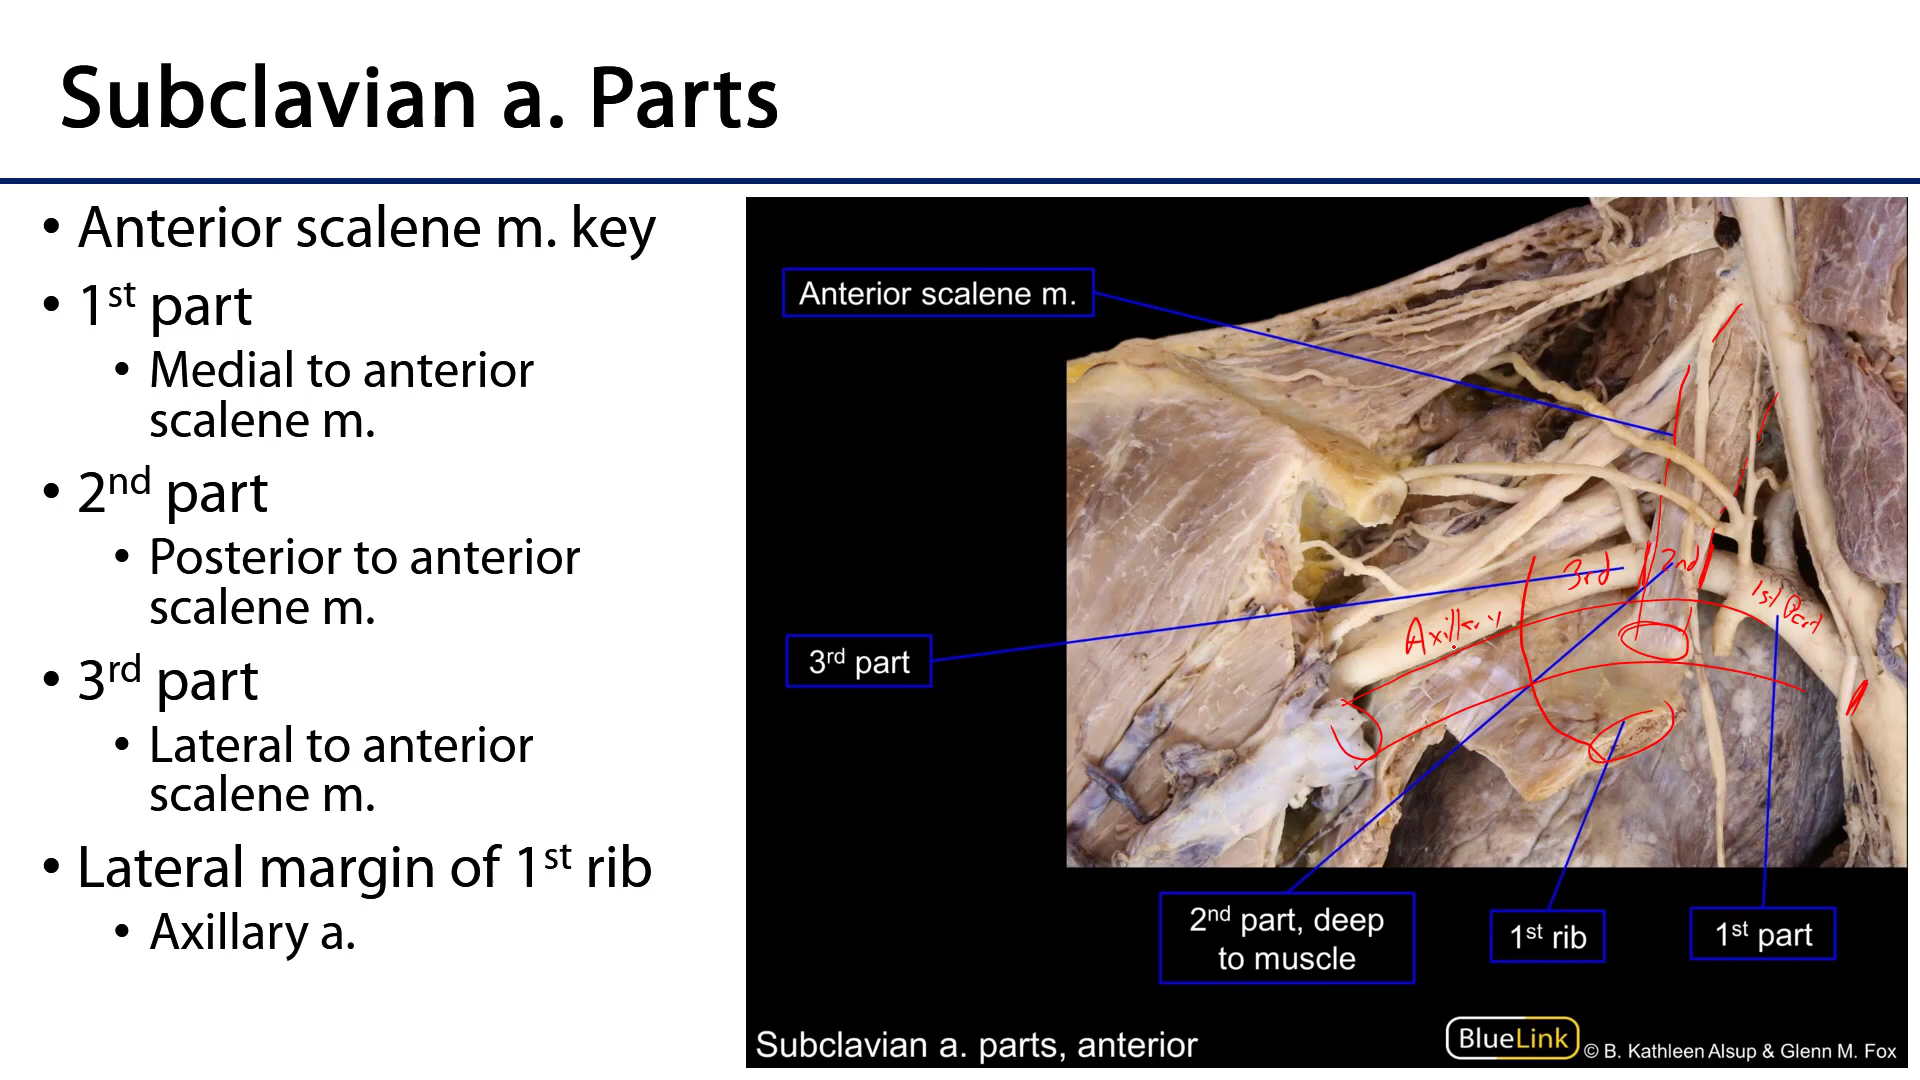 Subclavian a. Parts
• Anterior scalene m. key
• 1st part
• Medial to anterior
scalene m.
• 2nd part
• Posterior to anterior
scalene m.
• 3rd part
• Lateral to anterior
scalene m.
• Lateral margin of 1st rib
• Axillary a.
Anterior scalene m.
3rd
2nd
1st Part
Axillary
3rd part
2nd part, deep
to muscle
1st rib
1st part
Subclavian a. parts, anterior
BlueLink
© B. Kathleen Alsup & Glenn M. Fox